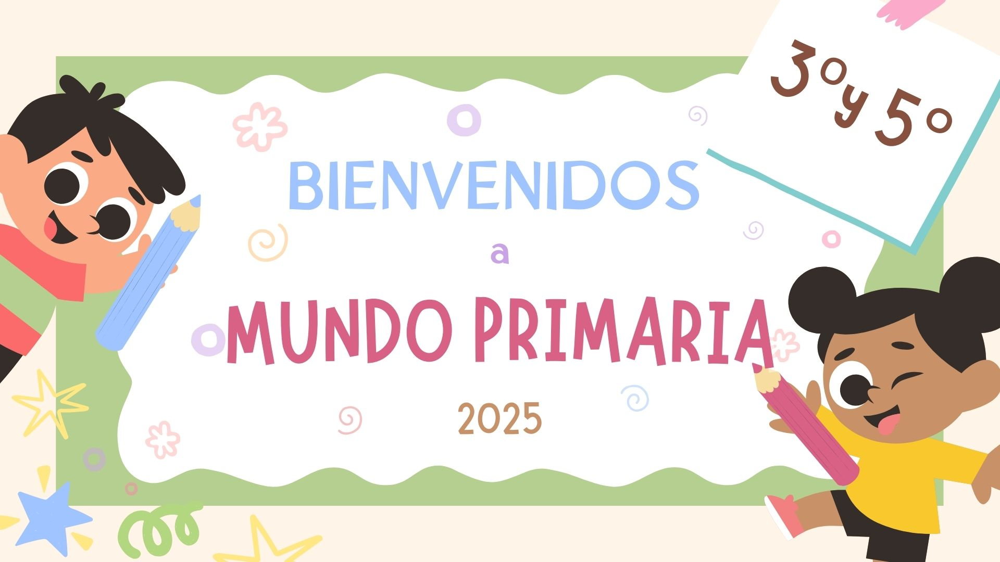 3º y 5º
BIENVENIDOS
a
MUNDO PRIMARIA
2025